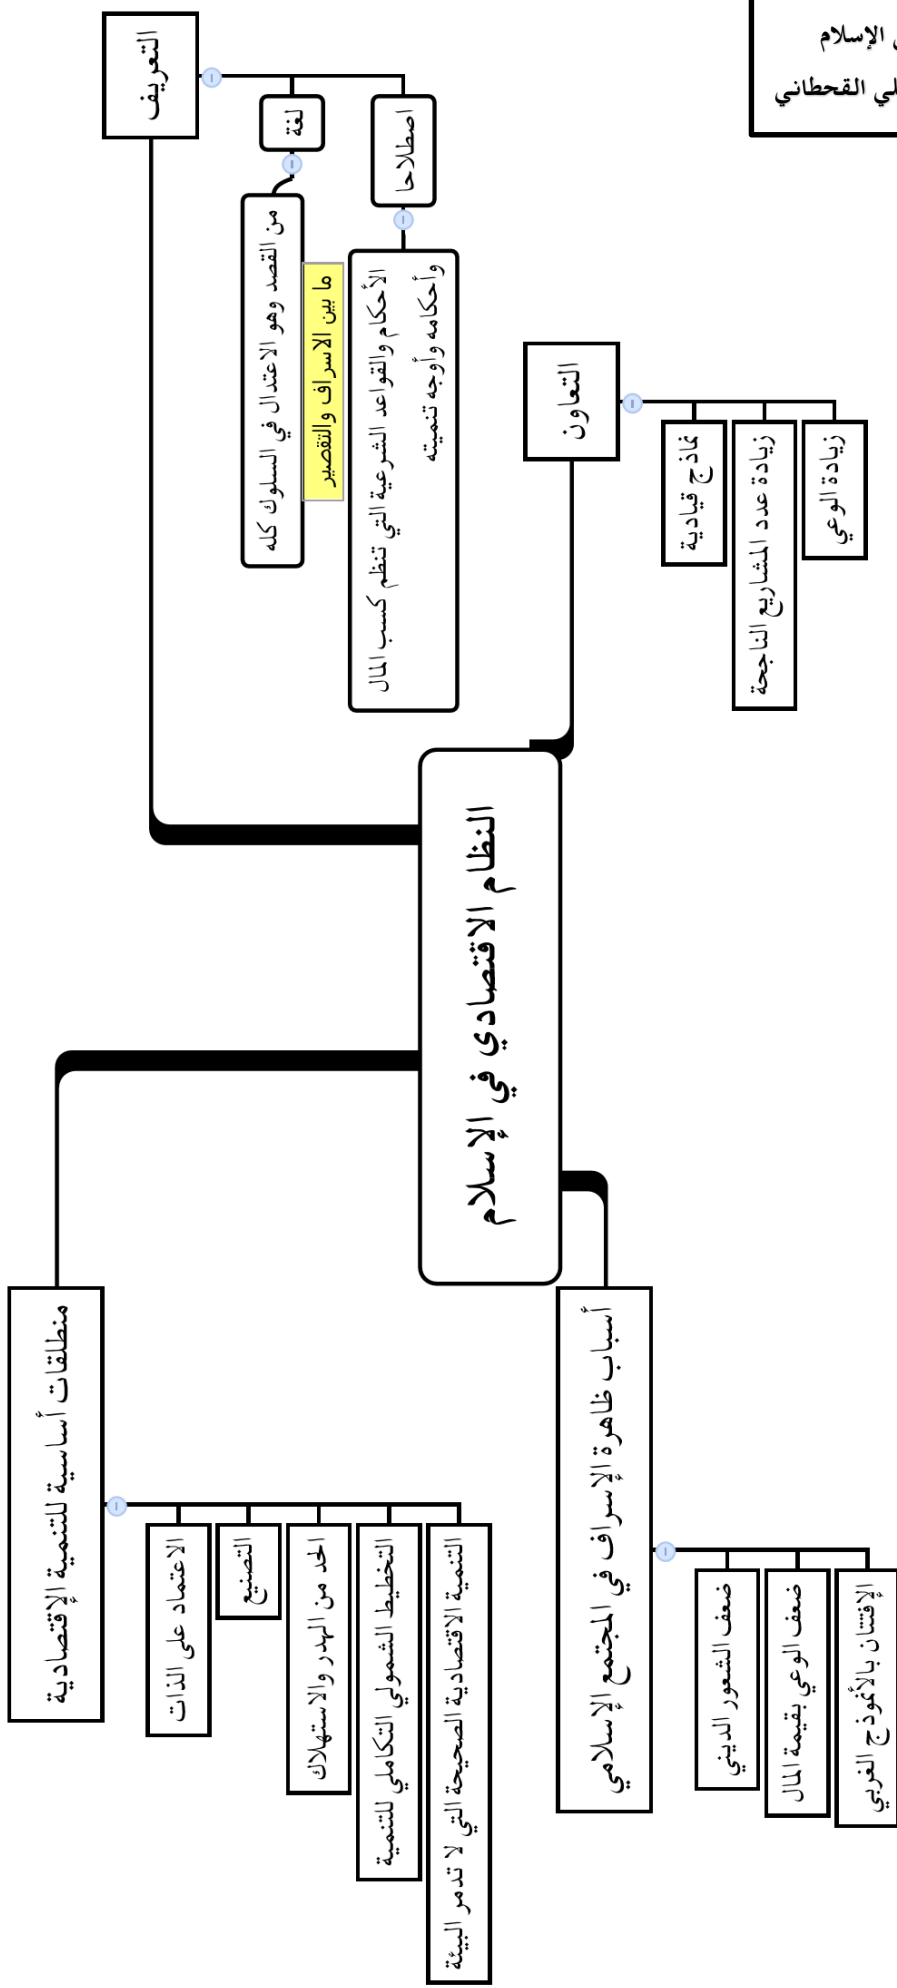 ي الإسلام
لي القحطاني
النظام الاقتصادي في الإسلام
التعريف
لغة
من القصد وهو الاعتدال في السلوك كله
ما بين الاسراف والتقصير
اصطلاحا
الأحكام والقواعد الشرعية التي تنظم كسب المال
وأحكامه وأوجه تنميته
التعاون
نماذج قيادية
زيادة عدد المشاريع الناجحة
زيادة الوعي
منطلقات أساسية للتنمية الإقتصادية
الاعتماد على الذات
التصنيع
الحد من الهدر والاستهلاك
التخطيط الشمولي التكاملي للتنمية
التنمية الاقتصادية الصحيحة التي لا تدمر البيئة
أسباب ظاهرة الإسراف في المجتمع الإسلامي
ضعف الشعور الديني
ضعف الوعي بقيمة المال
الإفتتان بالأنموذج الغربي